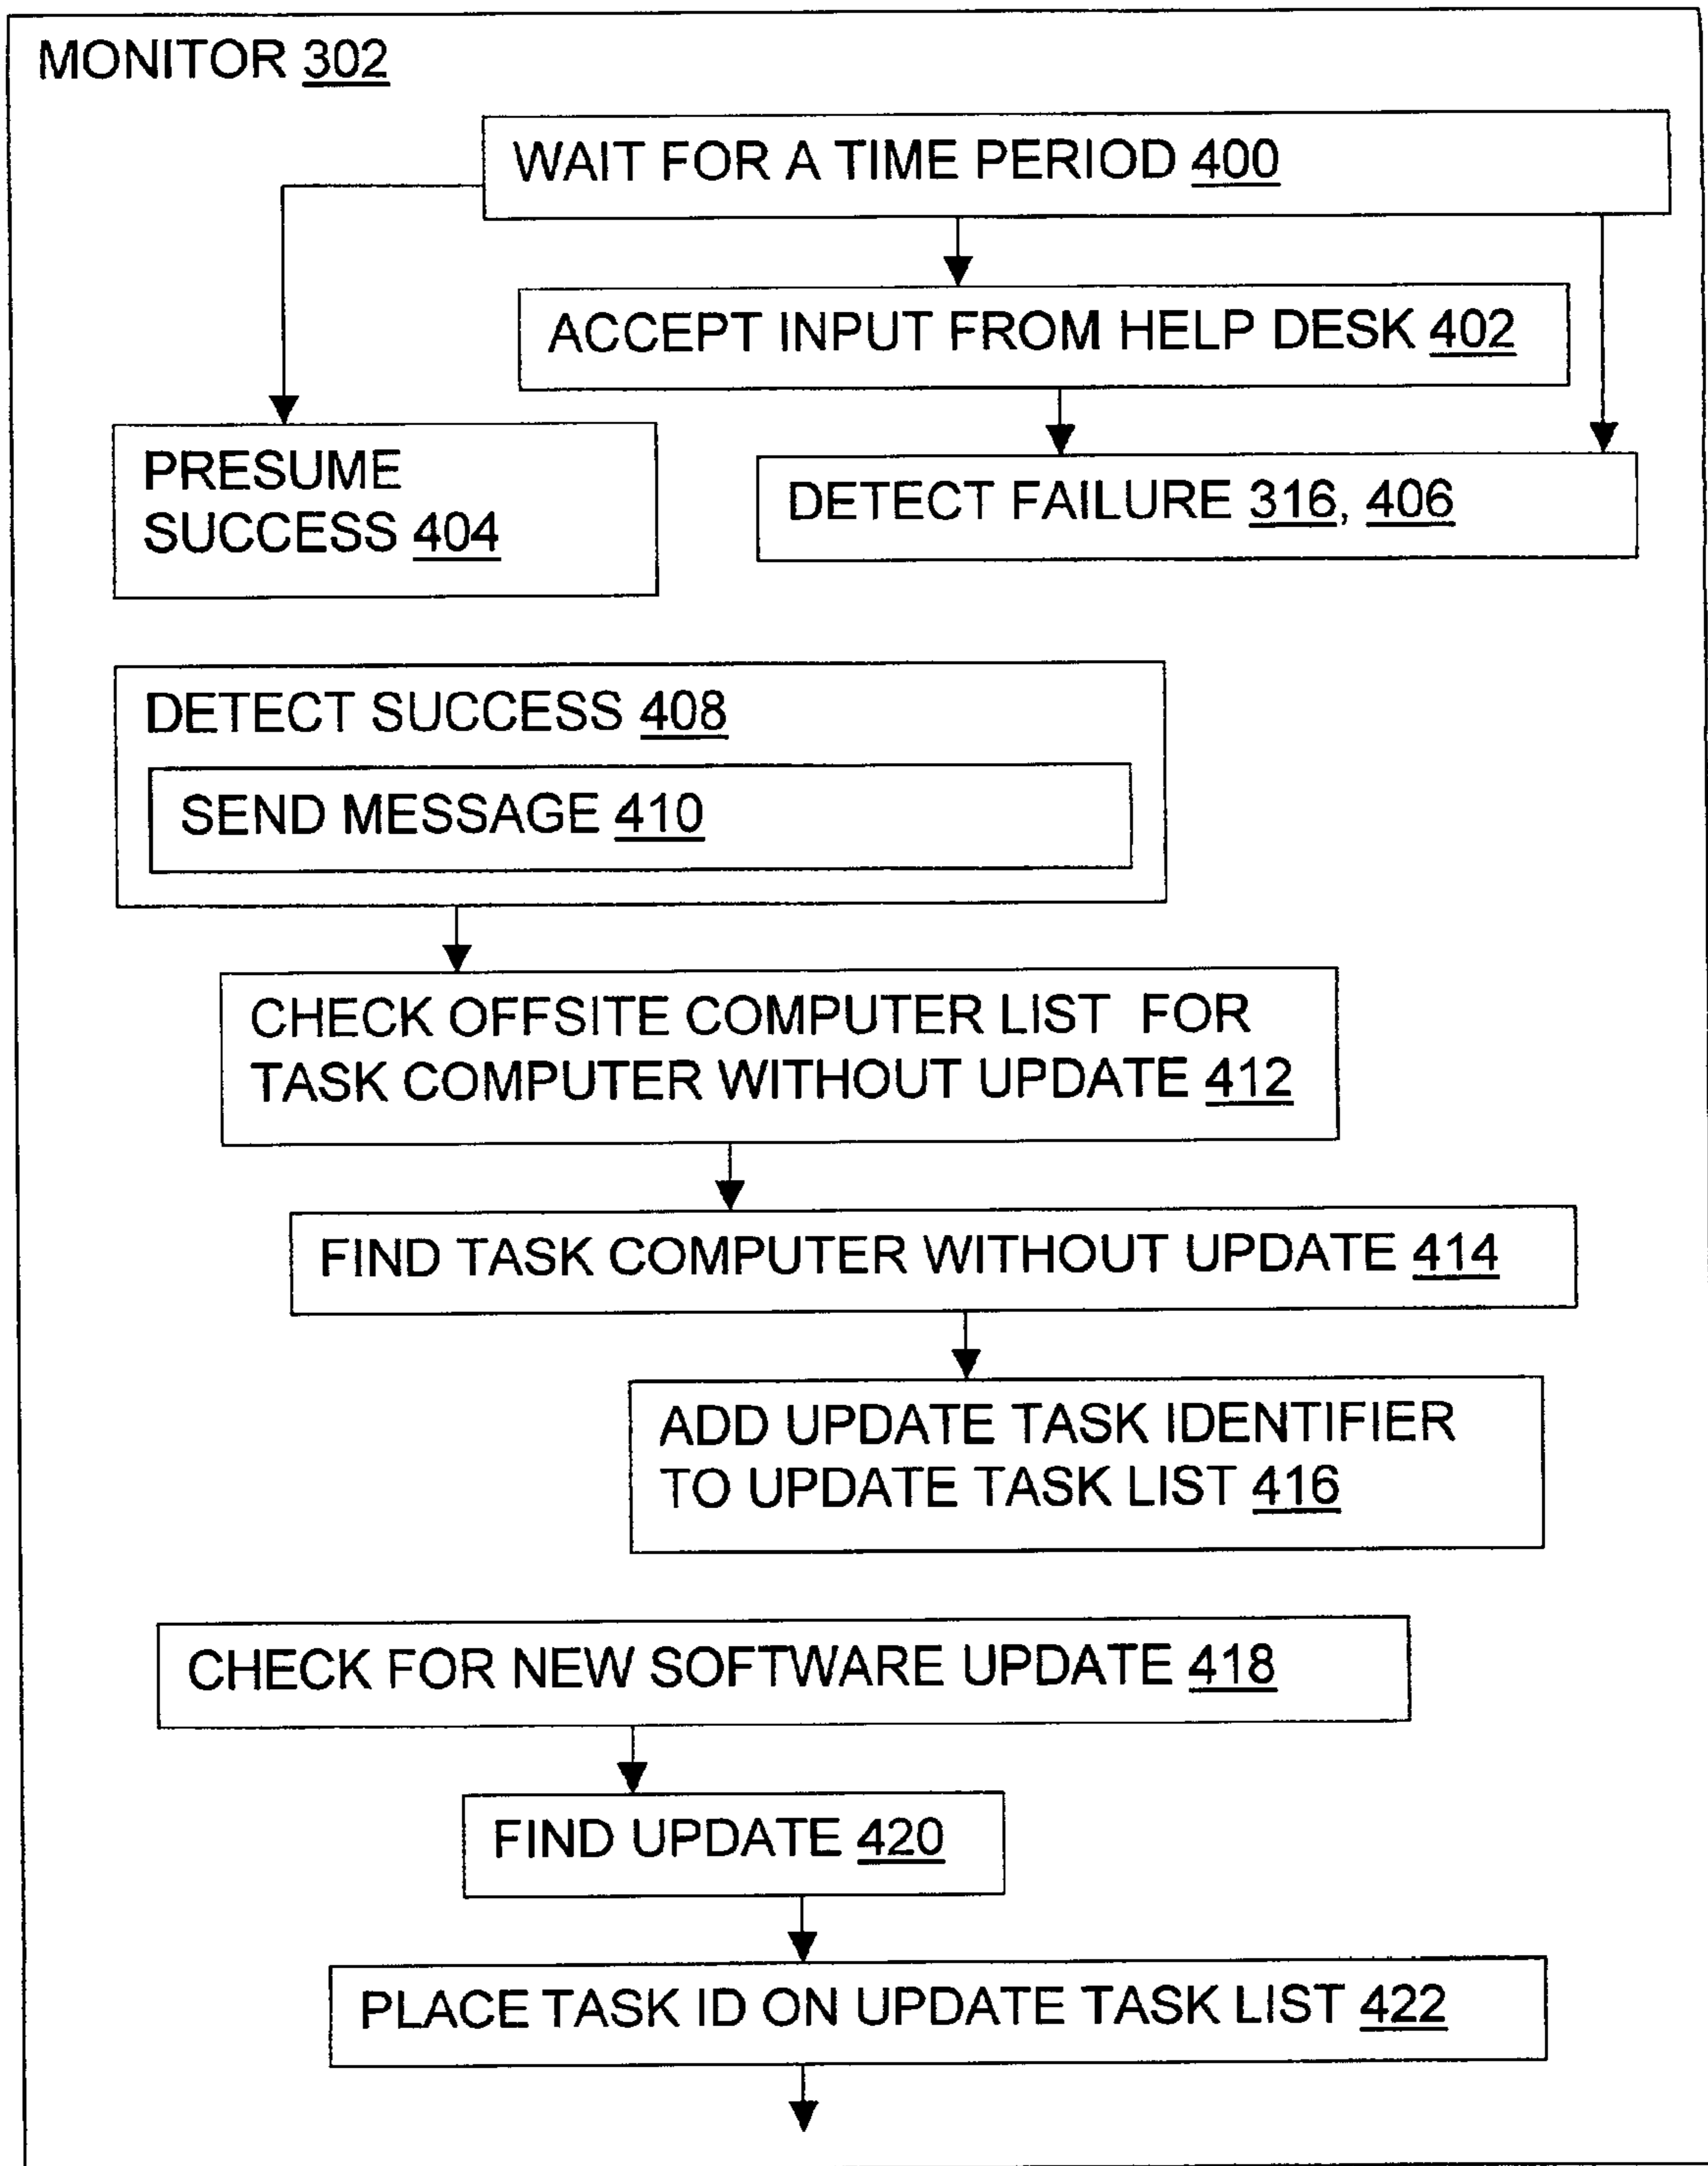 MONITOR 302
WAIT FOR A TIME PERIOD 400
ACCEPT INPUT FROM HELP DESK 402
PRESUME
SUCCESS 404
DETECT FAILURE 316, 406
DETECT SUCCESS 408
SEND MESSAGE 410
CHECK OFFSITE COMPUTER LIST FOR
TASK COMPUTER WITHOUT UPDATE 412
FIND TASK COMPUTER WITHOUT UPDATE 414
ADD UPDATE TASK IDENTIFIER
TO UPDATE TASK LIST 416
CHECK FOR NEW SOFTWARE UPDATE 418
FIND UPDATE 420
PLACE TASK ID ON UPDATE TASK LIST 422